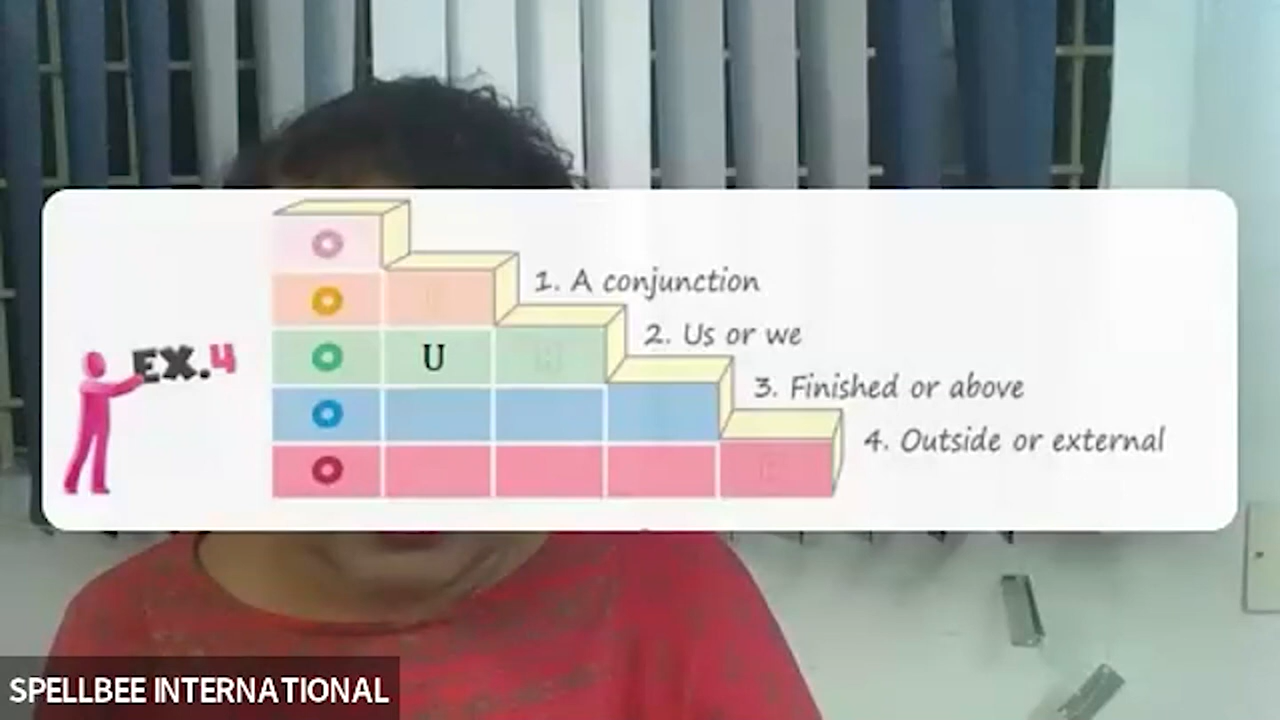 O
1. A conjunction
O
2. Us or we
O U
3. Finished or above
EX.4
O
4. Outside or external
O
SPELLBEE INTERNATIONAL